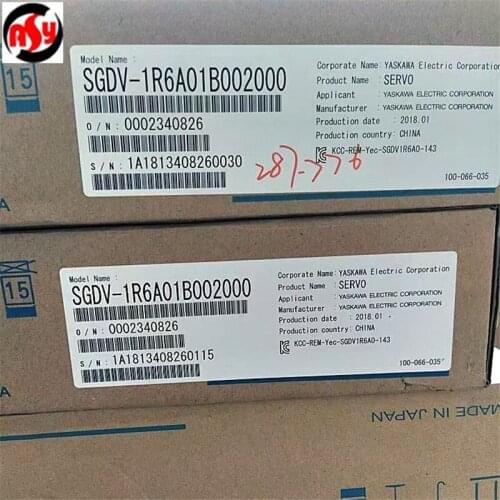 nsy
15
Model Name :
SGDV-1R6A01B002000
O/N: 0002340826
S/N: 1A1813408260030
Corporate Name : YASKAWA Electric Corporation
Product Name : SERVO
Applicant : YASKAWA ELECTRIC CORPORATION
Manufacturer : YASKAWA ELECTRIC CORPORATION
Production date : 2018.01
Production country: CHINA
KCC-REM-Yec-SGDV1R6A0-143
287-336
100-066-035
A
15
Model Name :
SGDV-1R6A01B002000
O/N: 0002340826
S/N: 1A1813408260115
Corporate Name : YASKAWA Electric Corporation
Product Name : SERVO
Applicant : YASKAWA ELECTRIC CORPORATION
Manufacturer : YASKAWA ELECTRIC CORPORATION
Production date : 2018.01
Production country: CHINA
KCC-REM-Yec-SGDV1R6A0-143
100-066-035
A
MADE IN JAPAN